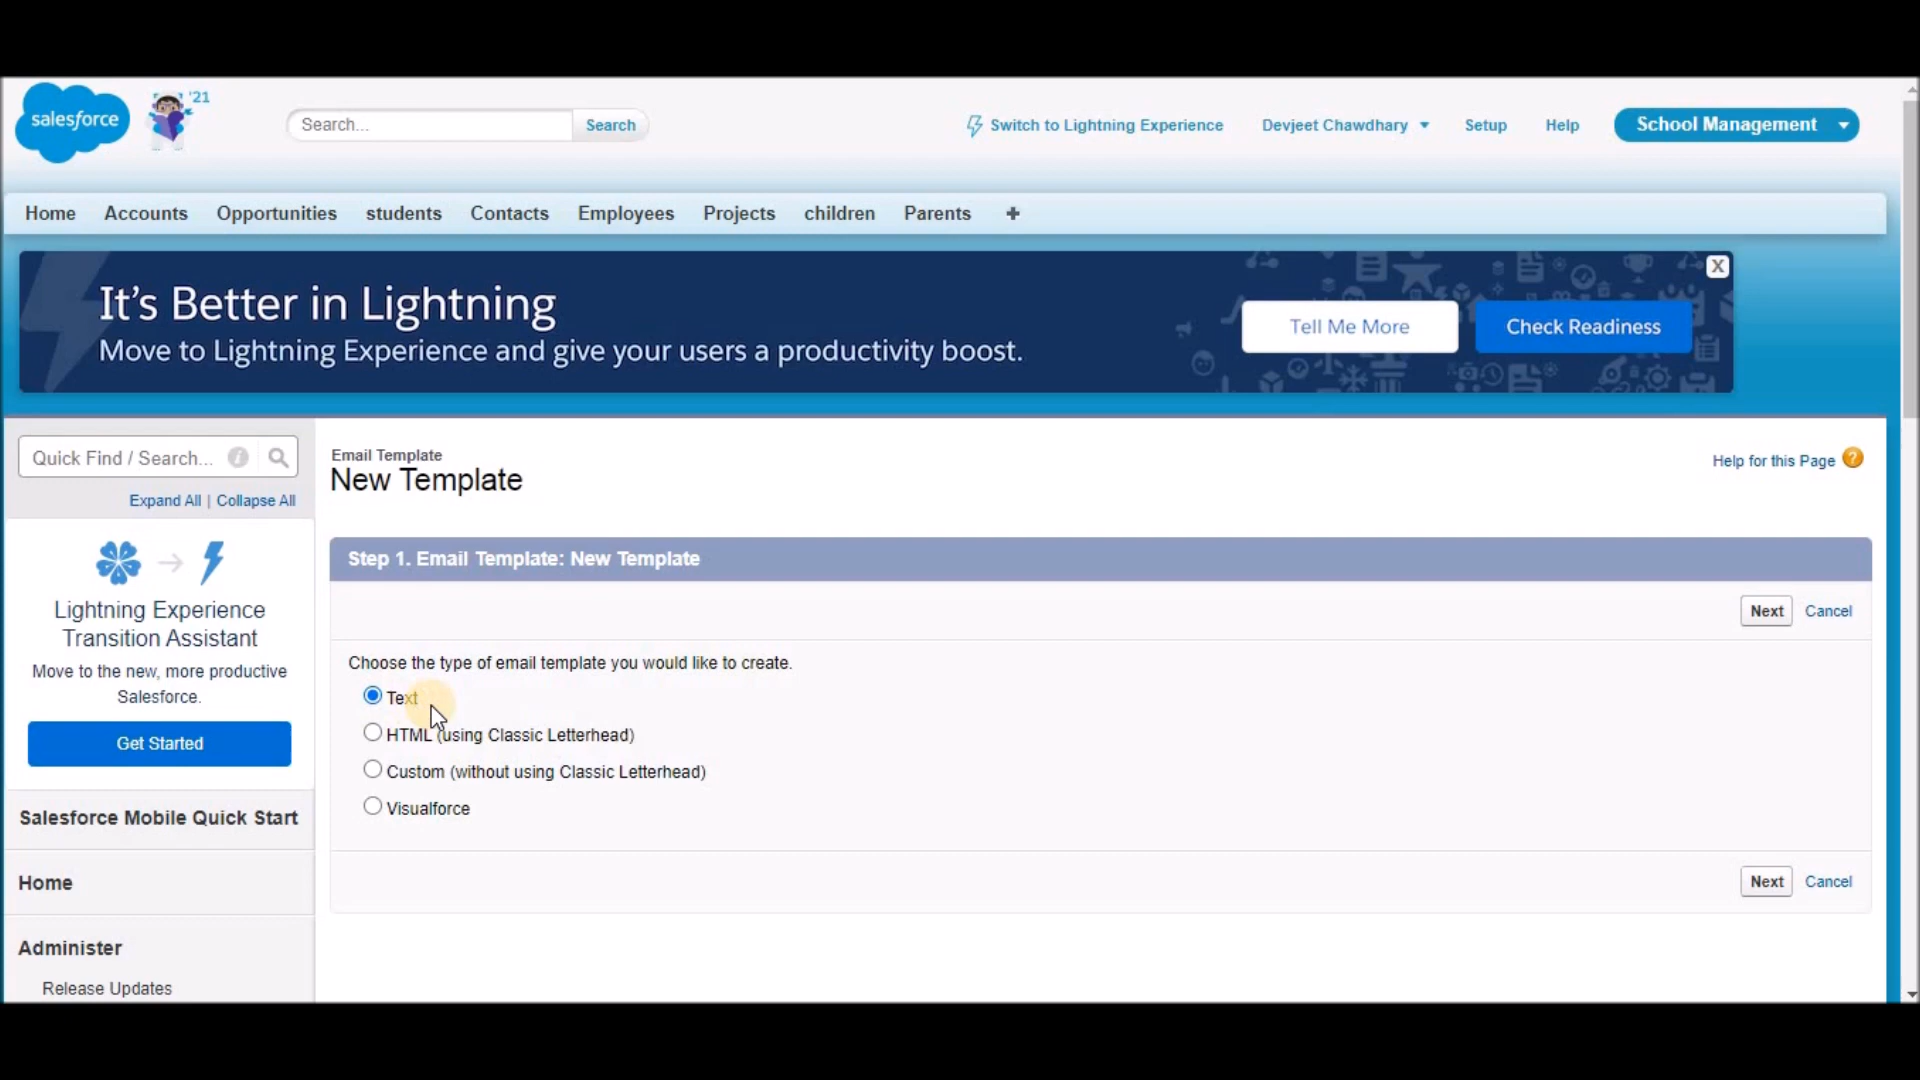 salesforce
'21
Search...
Search
Switch to Lightning Experience
Devjeet Chawdhary
Setup
Help
School Management
Home
Accounts
Opportunities
students
Contacts
Employees
Projects
children
Parents
+
It's Better in Lightning
Move to Lightning Experience and give your users a productivity boost.
Tell Me More
Check Readiness
X
Quick Find / Search...
Expand All | Collapse All
Lightning Experience
Transition Assistant
Move to the new, more productive
Salesforce.
Get Started
Salesforce Mobile Quick Start
Home
Administer
Release Updates
Email Template
New Template
Help for this Page ?
Step 1. Email Template: New Template
Next Cancel
Choose the type of email template you would like to create.
Text
HTML (using Classic Letterhead)
Custom (without using Classic Letterhead)
Visualforce
Next Cancel